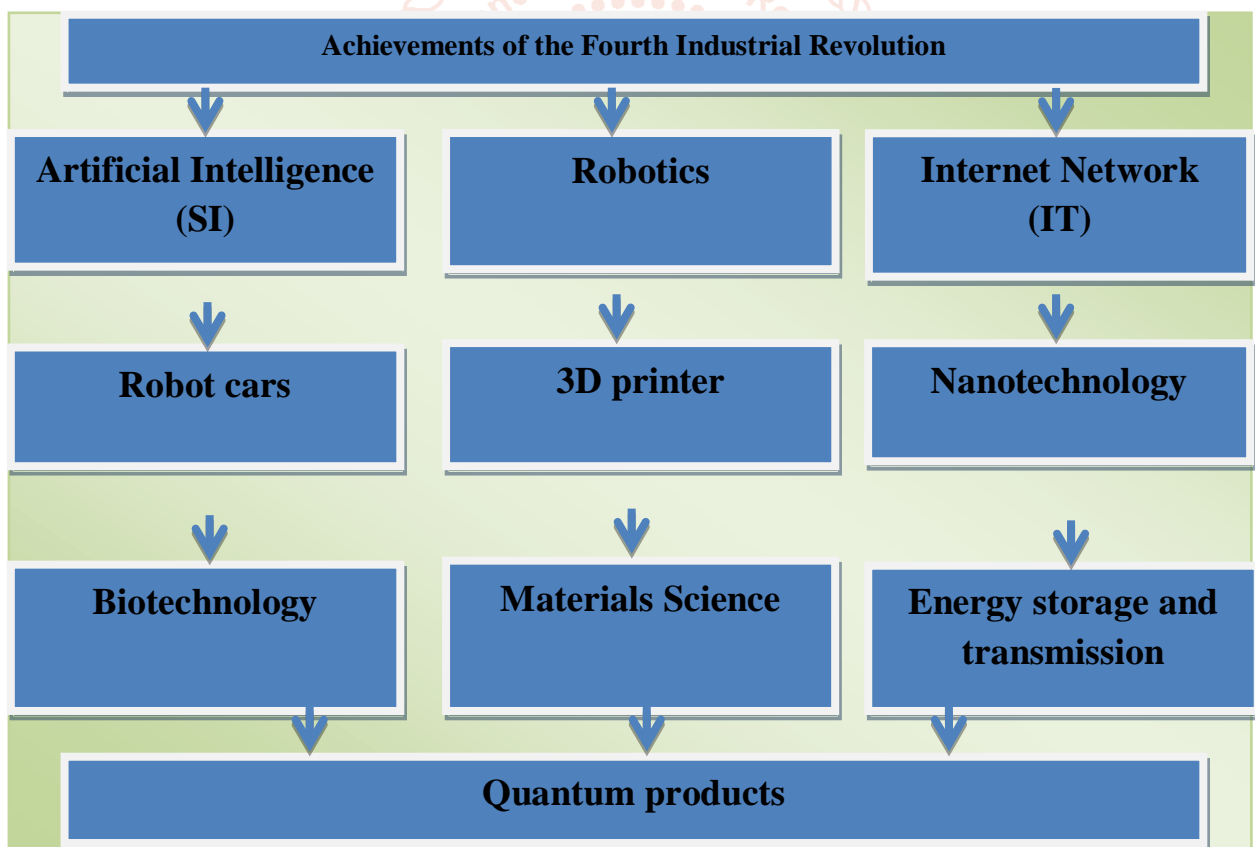 Achievements of the Fourth Industrial Revolution
Artificial Intelligence
(SI)
Robotics
Internet Network
(IT)
Robot cars
3D printer
Nanotechnology
Biotechnology
Materials Science
Energy storage and
transmission
Quantum products